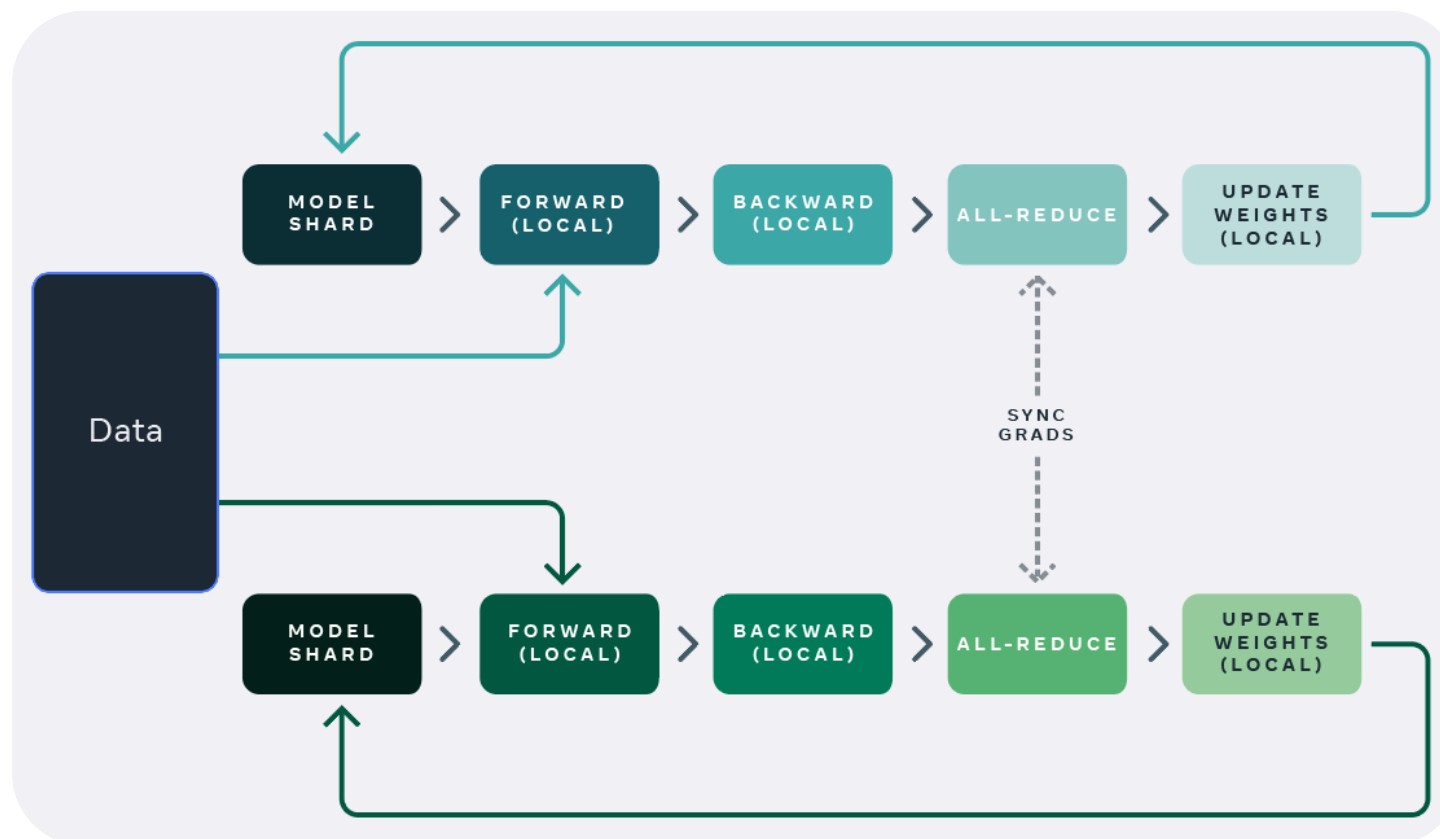 MODEL
SHARD
FORWARD
(LOCAL)
BACKWARD
(LOCAL)
ALL-REDUCE
UPDATE
WEIGHTS
(LOCAL)
Data
SYNC
GRADS
MODEL
SHARD
FORWARD
(LOCAL)
BACKWARD
(LOCAL)
ALL-REDUCE
UPDATE
WEIGHTS
(LOCAL)